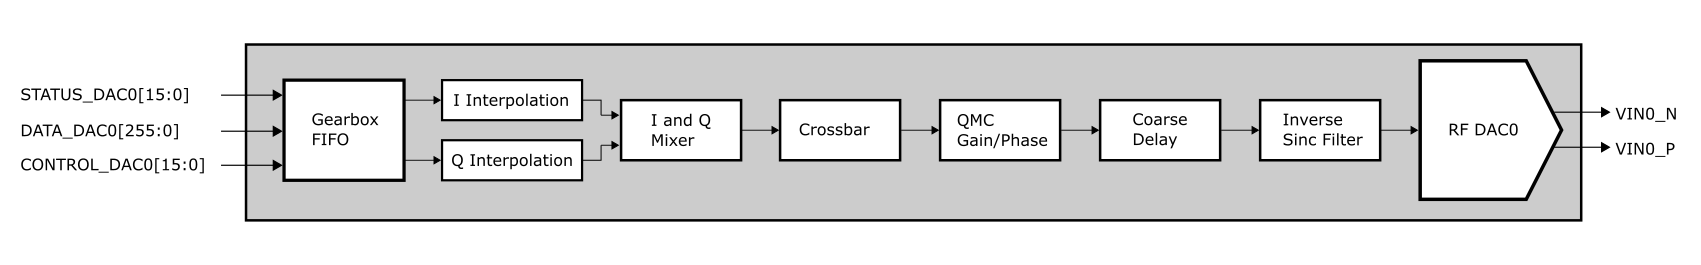 STATUS_DAC0[15:0]
DATA_DAC0[255:0]
CONTROL_DAC0[15:0]
Gearbox
FIFO
I Interpolation
Q Interpolation
I and Q
Mixer
Crossbar
QMC
Gain/Phase
Coarse
Delay
Inverse
Sinc Filter
RF DAC0
VIN0_N
VIN0_P